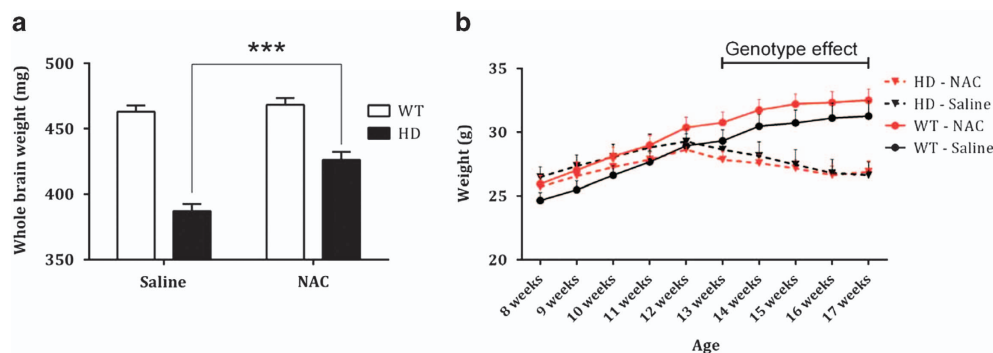 a
***
Whole brain weight (mg)
500
450
400
350
Saline
NAC
WT
HD
b
Genotype effect
Weight (g)
35
30
25
20
8 weeks
9 weeks
10 weeks
11 weeks
12 weeks
13 weeks
14 weeks
15 weeks
16 weeks
17 weeks
Age
HD - NAC
HD - Saline
WT - NAC
WT - Saline